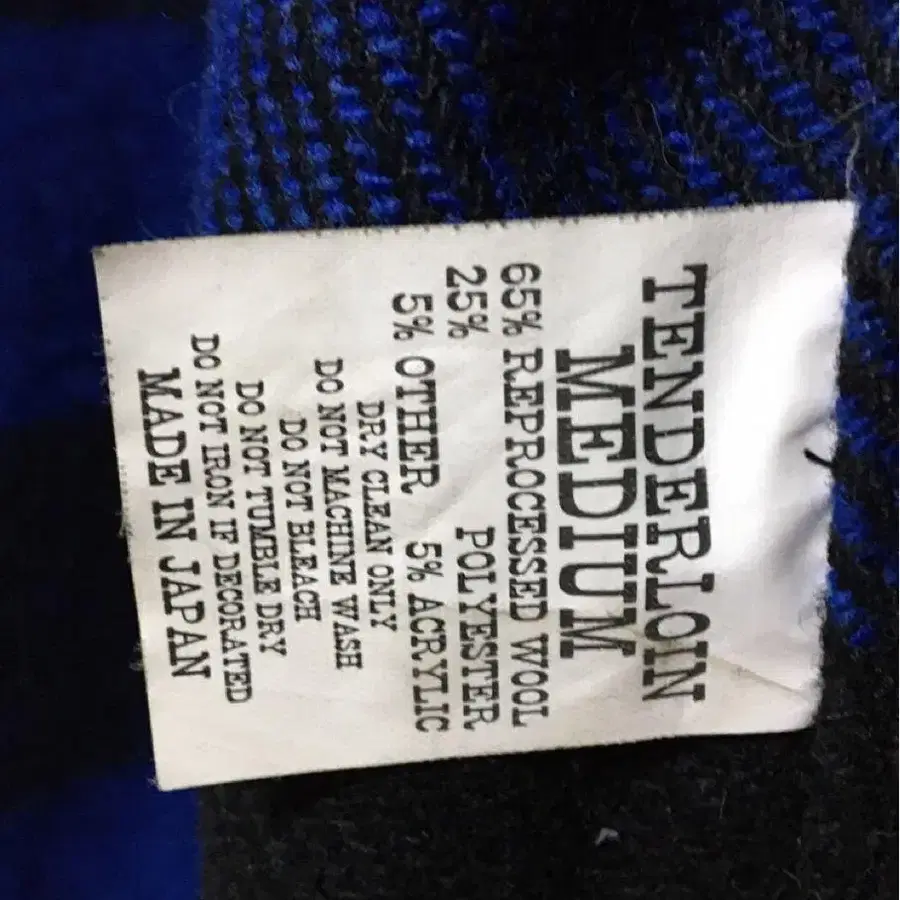 TENDERLOIN
MEDIUM
65% REPROCESSED WOOL
25% POLYESTER
5% OTHER 5% ACRYLIC
DRY CLEAN ONLY
DO NOT MACHINE WASH
DO NOT BLEACH
DO NOT TUMBLE DRY
DO NOT IRON IF DECORATED
MADE IN JAPAN